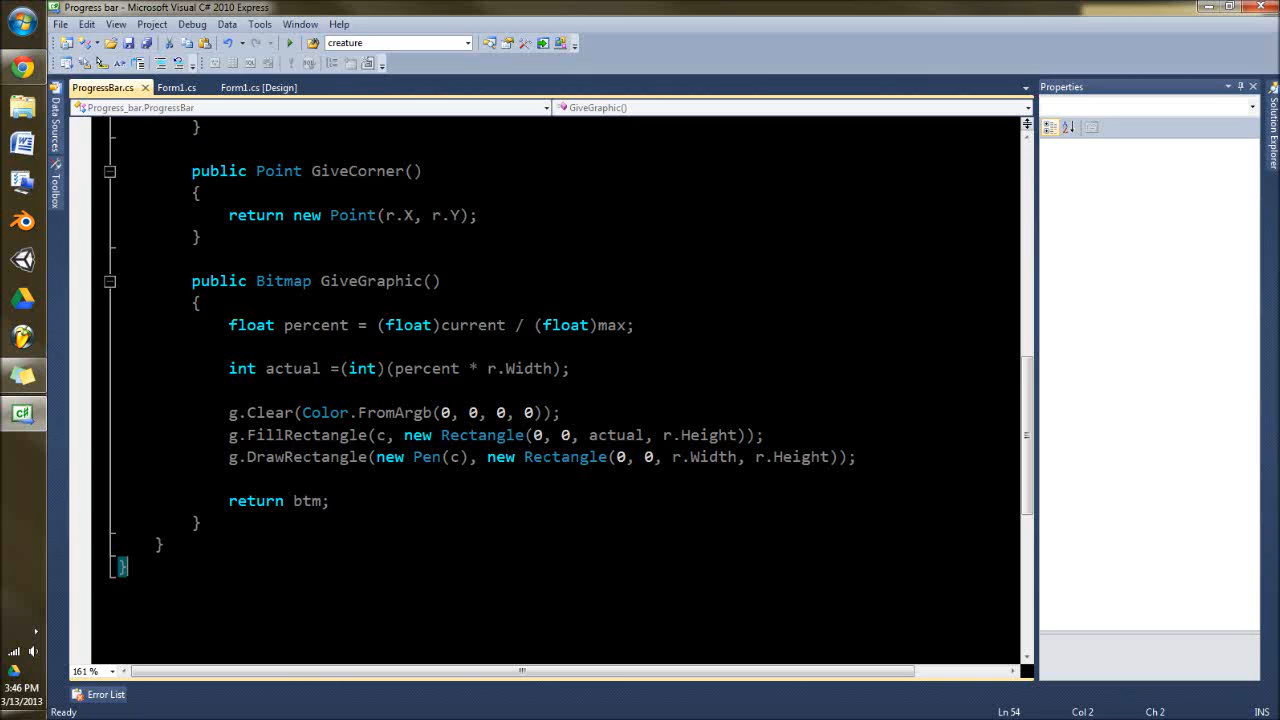 Progress bar - Microsoft Visual C# 2010 Express
File Edit View Project Debug Data Tools Window Help
creature
ProgressBar.cs Form1.cs Form1.cs [Design]
Properties
Progress_bar.ProgressBar GiveGraphic()
Data Sources
Toolbox
Solution Explorer
}
public Point GiveCorner()
{
return new Point(r.X, r.Y);
}
public Bitmap GiveGraphic()
{
float percent = (float)current / (float)max;
int actual =(int)(percent * r.Width);
g.Clear(Color.FromArgb(0, 0, 0, 0));
g.FillRectangle(c, new Rectangle(0, 0, actual, r.Height));
g.DrawRectangle(new Pen(c), new Rectangle(0, 0, r.Width, r.Height));
return btm;
}
}
}
161 %
Error List
Ready Ln 54 Col 2 Ch 2 INS
3:46 PM
3/13/2013